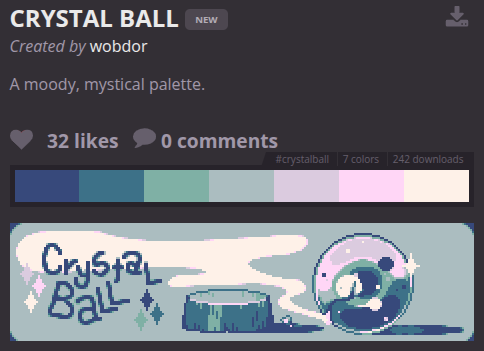 CRYSTAL BALL NEW
Created by wobdor
A moody, mystical palette.
32 likes 0 comments
#crystalball 7 colors 242 downloads
Crystal
Ball